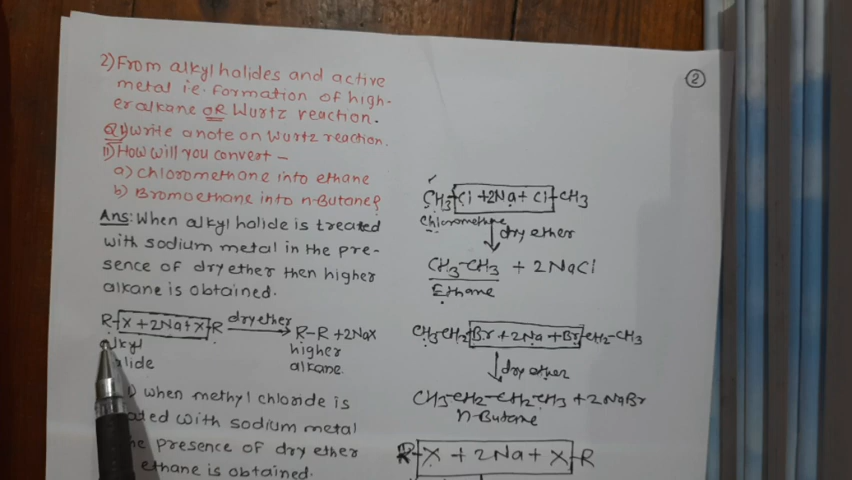 2
2) From alkyl halides and active
metal i.e. formation of high-
er alkane OR Wurtz reaction.
Q i) Write a note on Wurtz reaction.
ii) How will you convert -
a) Chloromethane into ethane
b) Bromoethane into n-Butane?
Ans: When alkyl halide is treated
with sodium metal in the pre-
sence of dry ether then higher
alkane is obtained.
R-X + 2Na + X-R dry ether R-R + 2NaX
alkyl higher
alide alkane.
) when methyl chloride is
ated with sodium metal
he presence of dry ether
ethane is obtained.
CH3-Cl + 2Na + Cl-CH3
Chloromethane
dry ether
CH3-CH3 + 2NaCl
Ethane
CH3CH2-Br + 2Na + Br-CH2-CH3
dry ether
CH3-CH2-CH2-CH3 + 2NaBr
n-Butane
R-X + 2Na + X-R